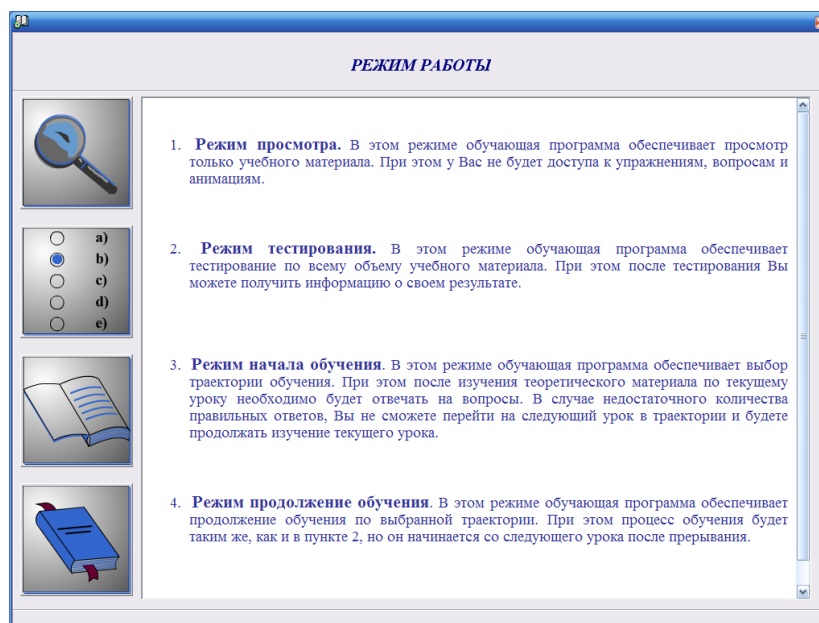 РЕЖИМ РАБОТЫ
1. Режим просмотра. В этом режиме обучающая программа обеспечивает просмотр
только учебного материала. При этом у Вас не будет доступа к упражнениям, вопросам и
анимациям.
a)
b)
c)
d)
e)
2. Режим тестирования. В этом режиме обучающая программа обеспечивает
тестирование по всему объему учебного материала. При этом после тестирования Вы
можете получить информацию о своем результате.
3. Режим начала обучения. В этом режиме обучающая программа обеспечивает выбор
траектории обучения. При этом после изучения теоретического материала по текущему
уроку необходимо будет отвечать на вопросы. В случае недостаточного количества
правильных ответов, Вы не сможете перейти на следующий урок в траектории и будете
продолжать изучение текущего урока.
4. Режим продолжение обучения. В этом режиме обучающая программа обеспечивает
продолжение обучения по выбранной траектории. При этом процесс обучения будет
таким же, как и в пункте 2, но он начинается со следующего урока после прерывания.